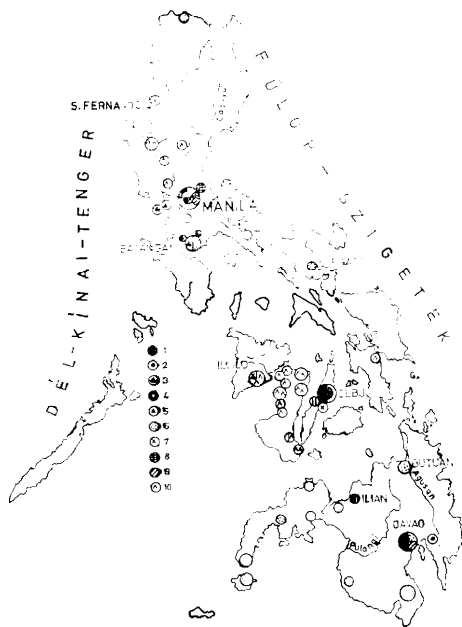 FÜLÖP-SZIGETEK
S. FERNA
DÉL-KÍNAI-TENGER
MANILA
ILOILO
CEBU
1
2
3
4
5
6
7
8
9
10
BUTUAN
Agusan
ILIAN
DAVAO
Pulangi